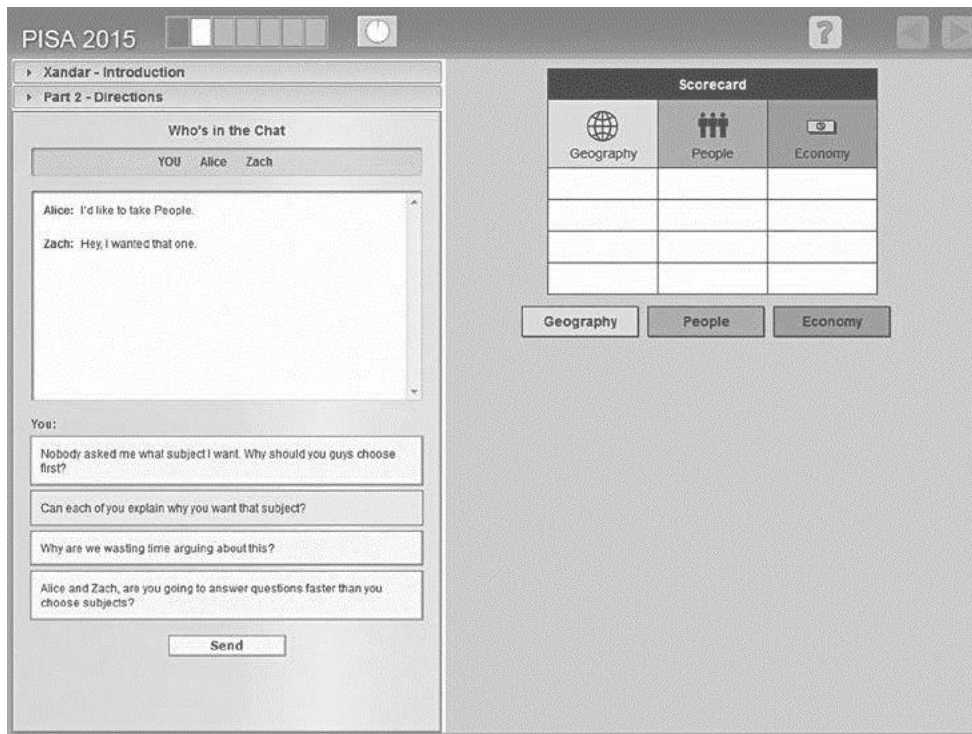 PISA 2015
?
Xandar - Introduction
Part 2 - Directions
Who's in the Chat
YOU Alice Zach
Alice: I'd like to take People.
Zach: Hey, I wanted that one.
You:
Nobody asked me what subject I want. Why should you guys choose
first?
Can each of you explain why you want that subject?
Why are we wasting time arguing about this?
Alice and Zach, are you going to answer questions faster than you
choose subjects?
Send
Scorecard
Geography People Economy
Geography People Economy